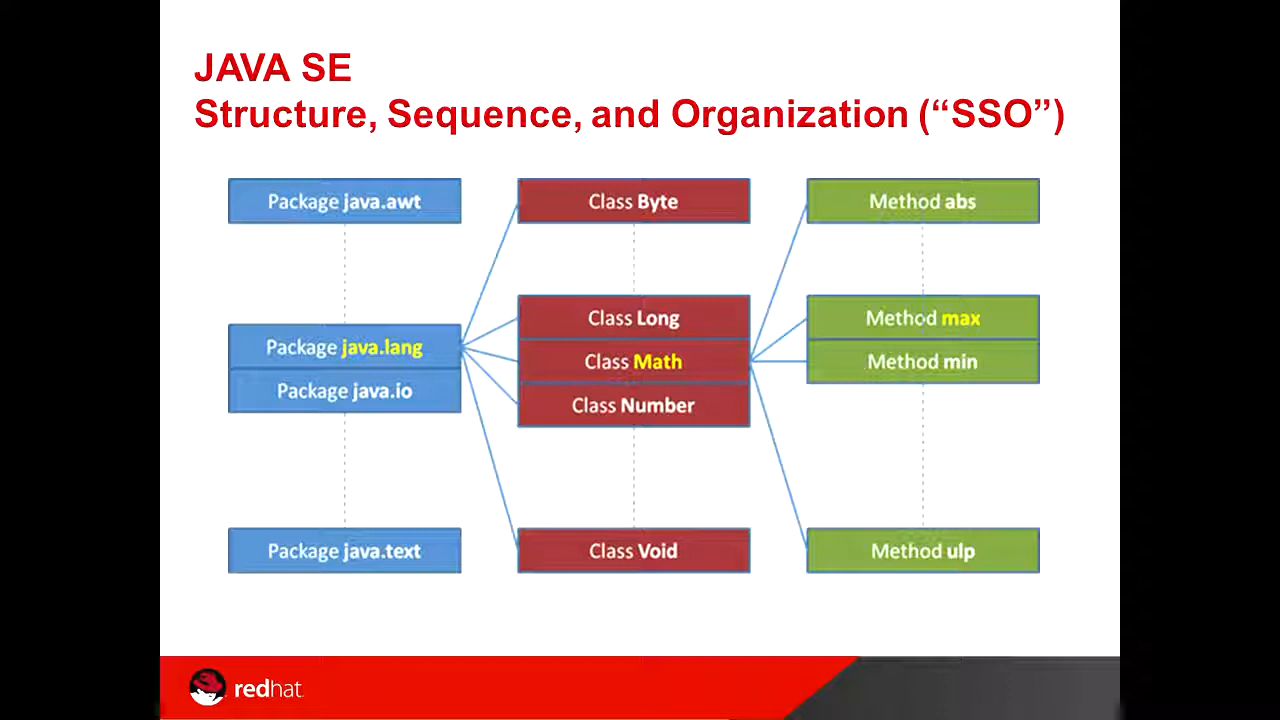 JAVA SE
Structure, Sequence, and Organization (“SSO”)
Package java.awt
Class Byte
Method abs
Package java.lang
Package java.io
Class Long
Class Math
Class Number
Method max
Method min
Package java.text
Class Void
Method ulp
redhat